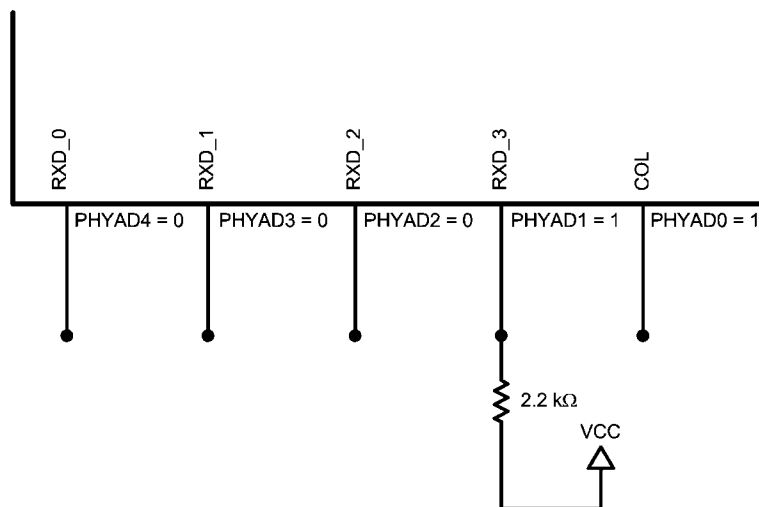 RXD_0
RXD_1
RXD_2
RXD_3
COL
PHYAD4 = 0
PHYAD3 = 0
PHYAD2 = 0
PHYAD1 = 1
PHYAD0 = 1
2.2 kΩ
VCC